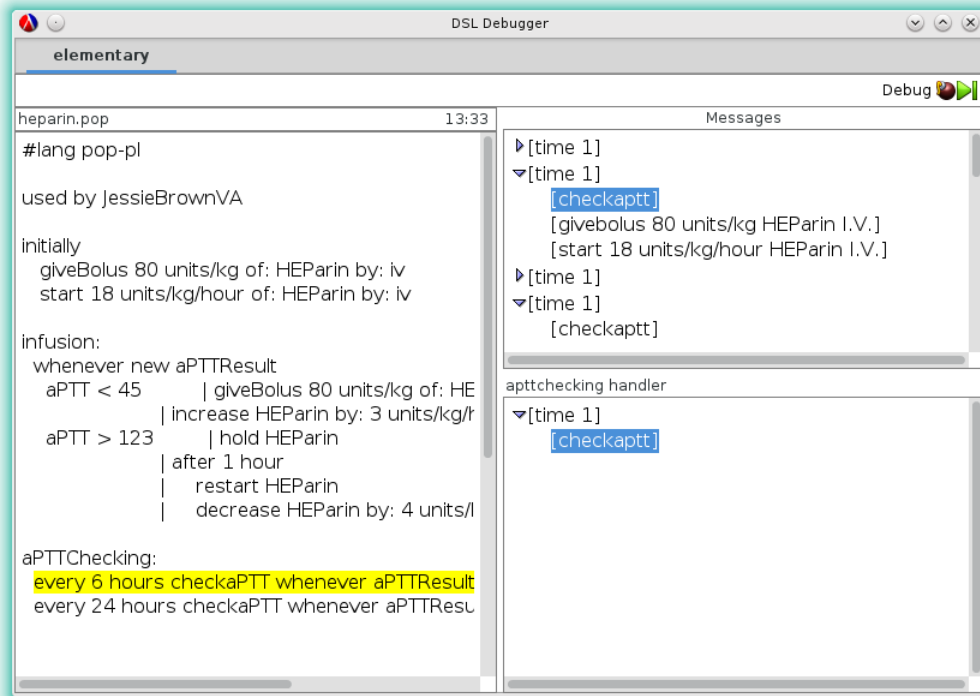 DSL Debugger
elementary
Debug
heparin.pop 13:33
#lang pop-pl
used by JessieBrownVA
initially
giveBolus 80 units/kg of: HEParin by: iv
start 18 units/kg/hour of: HEParin by: iv
infusion:
whenever new aPTTResult
aPTT < 45 | giveBolus 80 units/kg of: HE
| increase HEParin by: 3 units/kg/h
aPTT > 123 | hold HEParin
| after 1 hour
| restart HEParin
| decrease HEParin by: 4 units/
aPTTChecking:
every 6 hours checkaPTT whenever aPTTResult
every 24 hours checkaPTT whenever aPTTResu
Messages
[time 1]
[time 1]
[checkaptt]
[givebolus 80 units/kg HEParin I.V.]
[start 18 units/kg/hour HEParin I.V.]
[time 1]
[time 1]
[checkaptt]
apttchecking handler
[time 1]
[checkaptt]